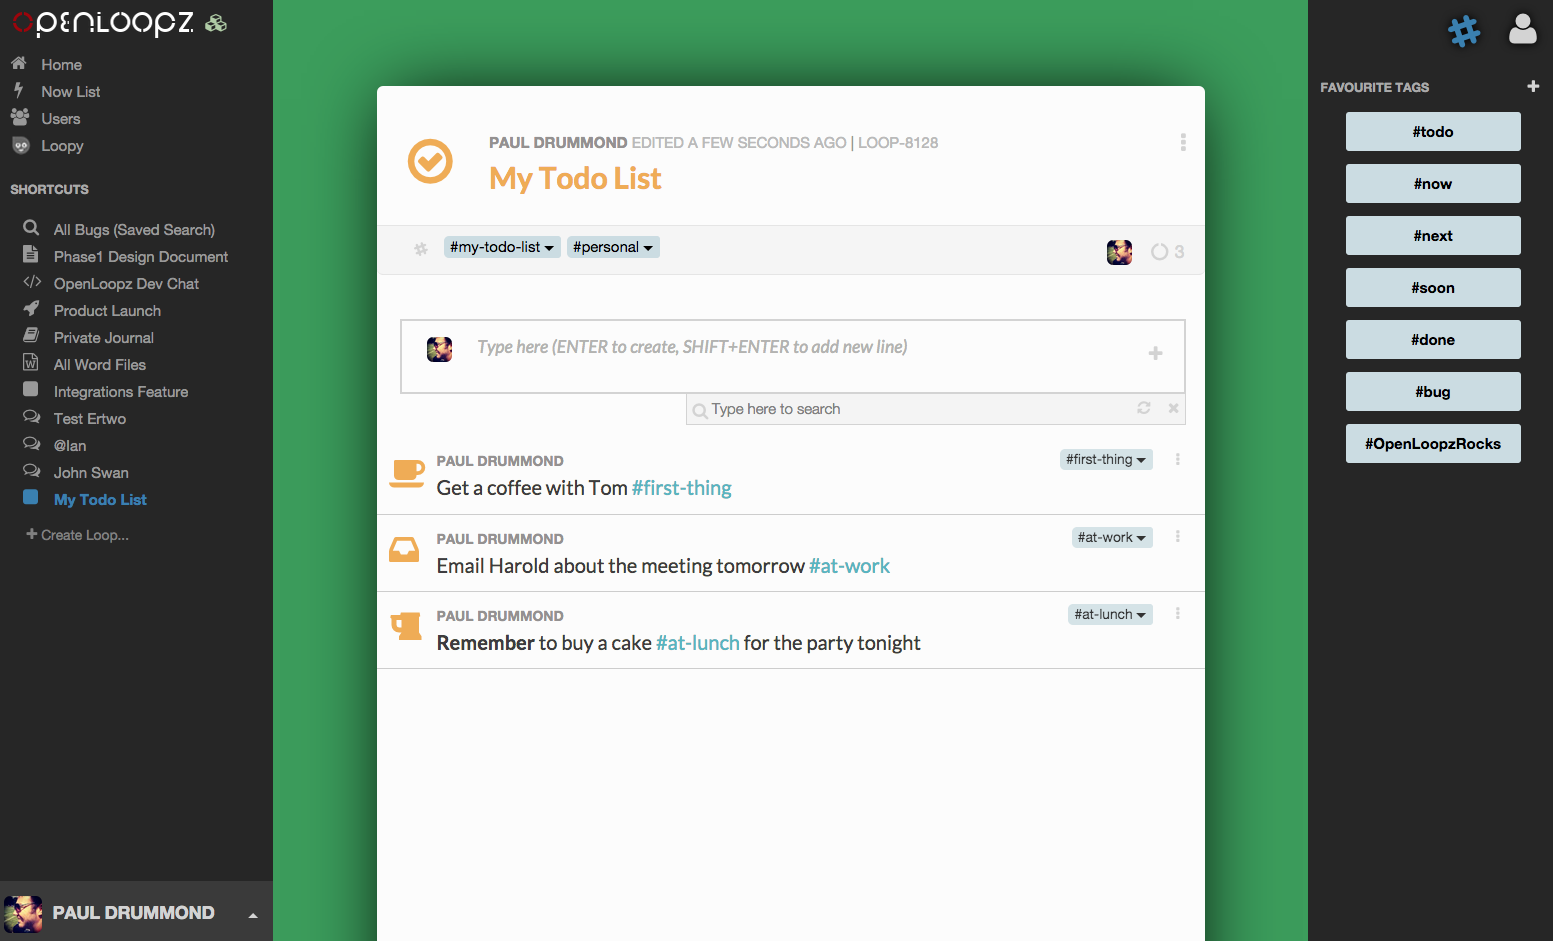 OPENLOOPZ
Home
Now List
Users
Loopy
SHORTCUTS
All Bugs (Saved Search)
Phase1 Design Document
OpenLoopz Dev Chat
Product Launch
Private Journal
All Word Files
Integrations Feature
Test Ertwo
@Ian
John Swan
My Todo List
+ Create Loop...
PAUL DRUMMOND
PAUL DRUMMOND EDITED A FEW SECONDS AGO | LOOP-8128
My Todo List
#my-todo-list #personal 3
Type here (ENTER to create, SHIFT+ENTER to add new line)
Type here to search
PAUL DRUMMOND #first-thing
Get a coffee with Tom #first-thing
PAUL DRUMMOND #at-work
Email Harold about the meeting tomorrow #at-work
PAUL DRUMMOND #at-lunch
Remember to buy a cake #at-lunch for the party tonight
FAVOURITE TAGS +
#todo
#now
#next
#soon
#done
#bug
#OpenLoopzRocks